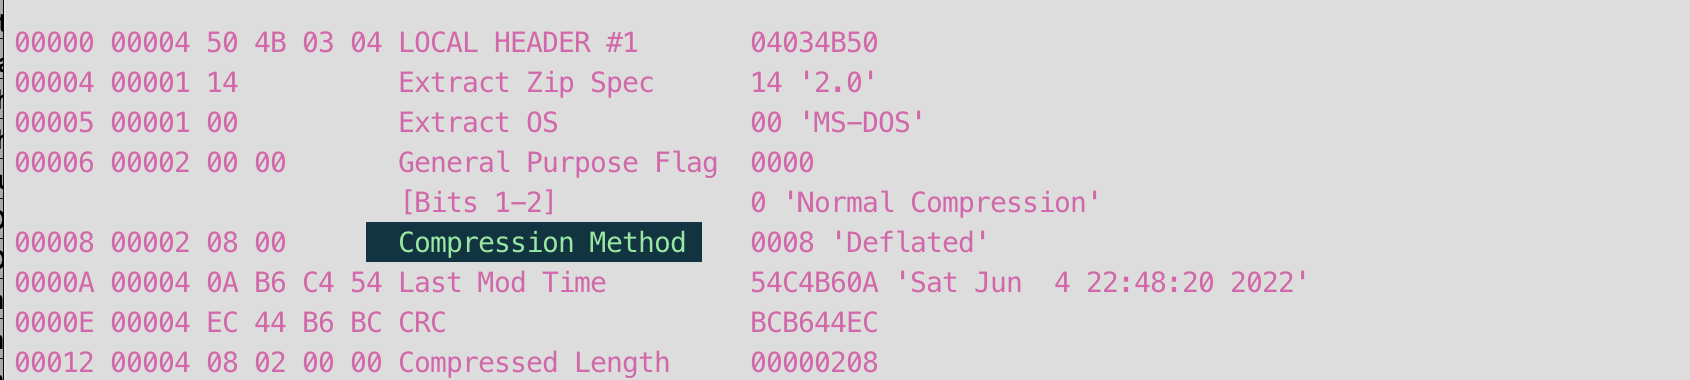 00000 00004 50 4B 03 04 LOCAL HEADER #1       04034B50
00004 00001 14          Extract Zip Spec      14 '2.0'
00005 00001 00          Extract OS            00 'MS-DOS'
00006 00002 00 00       General Purpose Flag  0000
                        [Bits 1-2]            0 'Normal Compression'
00008 00002 08 00       Compression Method    0008 'Deflated'
0000A 00004 0A B6 C4 54 Last Mod Time         54C4B60A 'Sat Jun  4 22:48:20 2022'
0000E 00004 EC 44 B6 BC CRC                   BCB644EC
00012 00004 08 02 00 00 Compressed Length     00000208